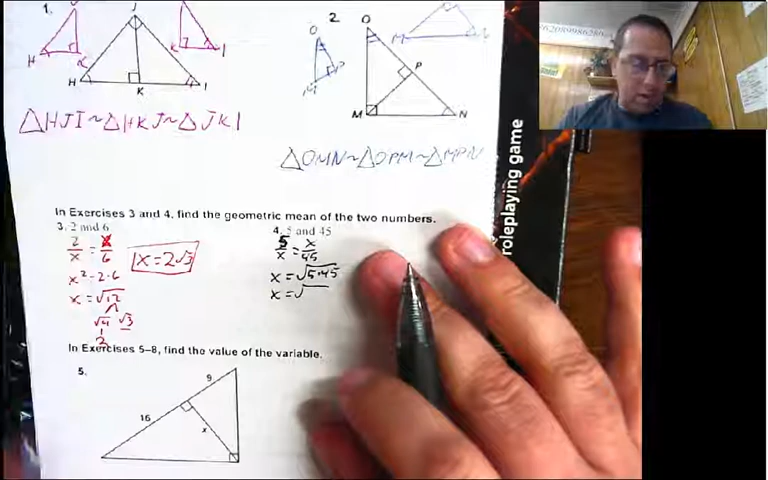 1.
J
J
H
K
K
I
H
K
I
2
O
O
P
P
M
M
N
△HJI~△HKJ~△JKI
△OMN~△OPM~△MPN
In Exercises 3 and 4, find the geometric mean of the two numbers.
3. 2 and 6
2/x = x/6
x² = 2·6
x = √12
√4 √3
2
x = 2√3
4. 5 and 45
5/x = x/45
x = √5·45
x = √
In Exercises 5–8, find the value of the variable.
5.
9
16
x
roleplaying game